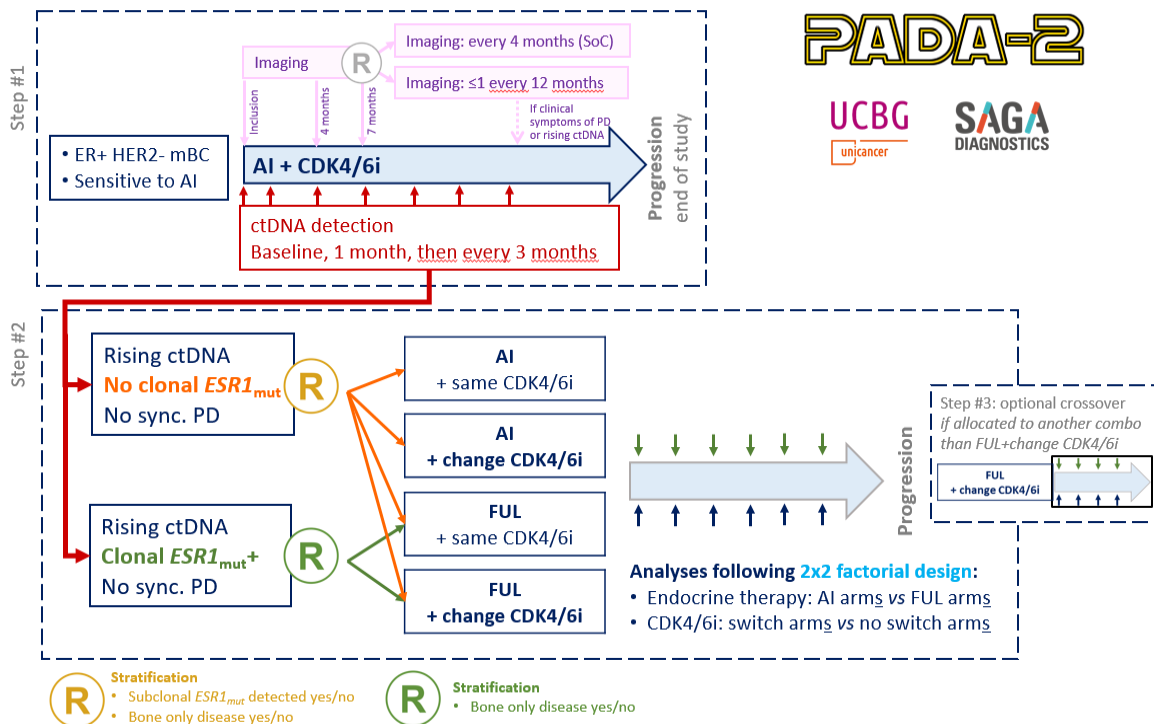 Step #1
Imaging
R
Imaging: every 4 months (SoC)
Imaging: ≤1 every 12 months
Inclusion
4 months
7 months
If clinical
symptoms of PD
or rising ctDNA
• ER+ HER2- mBC
• Sensitive to AI
AI + CDK4/6i
Progression
end of study
ctDNA detection
Baseline, 1 month, then every 3 months
PADA-2
UCBG
unicancer
SAGA
DIAGNOSTICS
Step #2
Rising ctDNA
No clonal ESR1mut
No sync. PD
R
AI
+ same CDK4/6i
AI
+ change CDK4/6i
FUL
+ same CDK4/6i
FUL
+ change CDK4/6i
Rising ctDNA
Clonal ESR1mut+
No sync. PD
R
Progression
Analyses following 2x2 factorial design:
• Endocrine therapy: AI arms vs FUL arms
• CDK4/6i: switch arms vs no switch arms
Step #3: optional crossover
if allocated to another combo
than FUL+change CDK4/6i
FUL
+ change CDK4/6i
R
Stratification
• Subclonal ESR1mut detected yes/no
• Bone only disease yes/no
R
Stratification
• Bone only disease yes/no